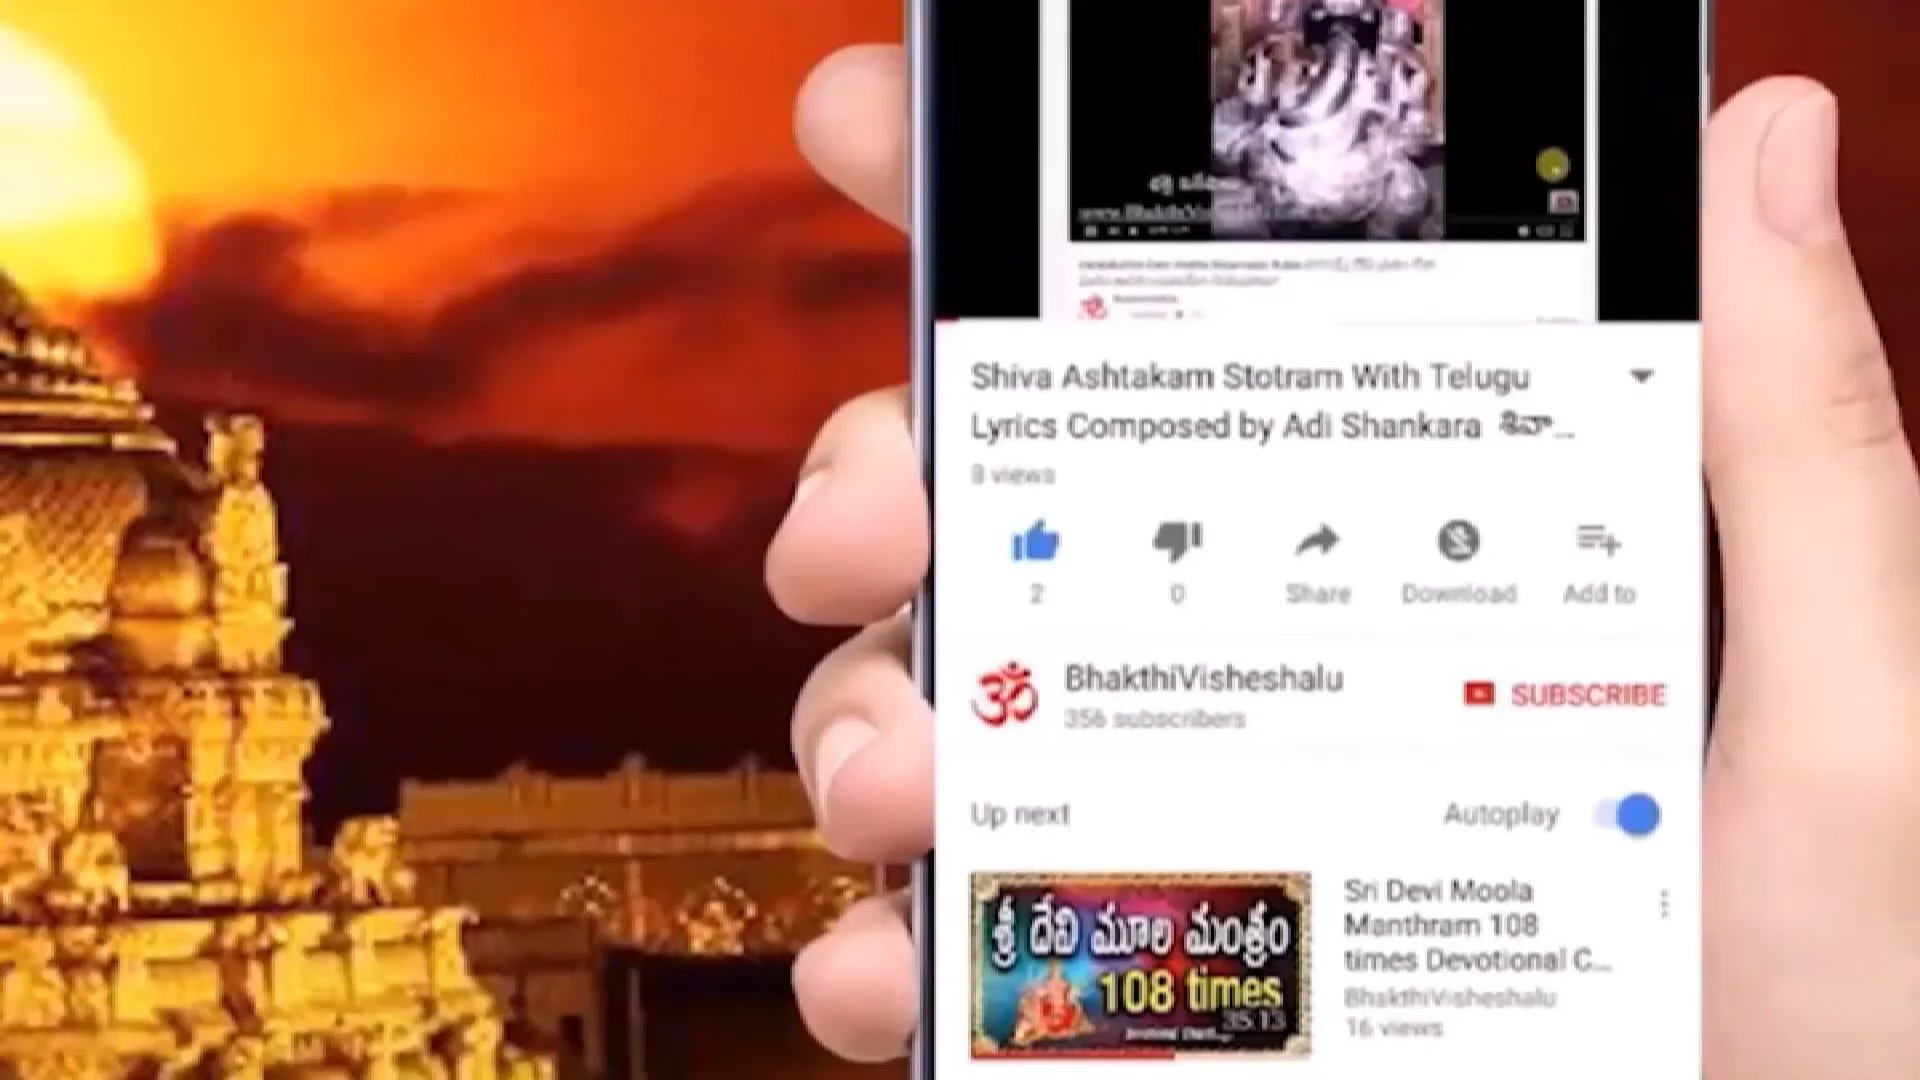 Shiva Ashtakam Stotram With Telugu
Lyrics Composed by Adi Shankara శివా...
8 views
2
0
Share
Download
Add to
BhakthiVisheshalu
356 subscribers
SUBSCRIBE
Up next
Autoplay
శ్రీ దేవి మూల మంత్రం
108 times
35:13
Sri Devi Moola
Manthram 108
times Devotional C...
BhakthiVisheshalu
16 views